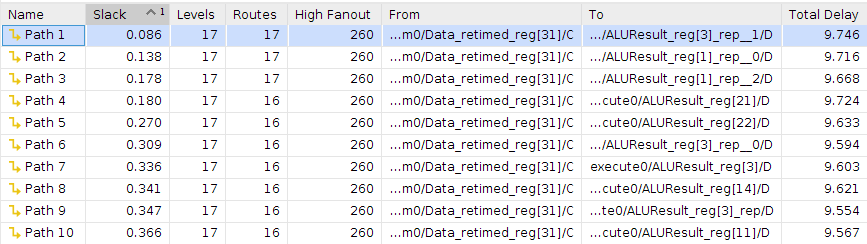 Name Slack 1 Levels Routes High Fanout From To Total Delay
Path 1 0.086 17 17 260 ...m0/Data_retimed_reg[31]/C .../ALUResult_reg[3]_rep__1/D 9.746
Path 2 0.138 17 17 260 ...m0/Data_retimed_reg[31]/C .../ALUResult_reg[1]_rep__0/D 9.716
Path 3 0.178 17 17 260 ...m0/Data_retimed_reg[31]/C .../ALUResult_reg[1]_rep__2/D 9.668
Path 4 0.180 17 16 260 ...m0/Data_retimed_reg[31]/C ...cute0/ALUResult_reg[21]/D 9.724
Path 5 0.270 17 16 260 ...m0/Data_retimed_reg[31]/C ...cute0/ALUResult_reg[22]/D 9.633
Path 6 0.309 17 16 260 ...m0/Data_retimed_reg[31]/C .../ALUResult_reg[3]_rep__0/D 9.594
Path 7 0.336 17 16 260 ...m0/Data_retimed_reg[31]/C execute0/ALUResult_reg[3]/D 9.603
Path 8 0.341 17 16 260 ...m0/Data_retimed_reg[31]/C ...cute0/ALUResult_reg[14]/D 9.621
Path 9 0.347 17 16 260 ...m0/Data_retimed_reg[31]/C ...te0/ALUResult_reg[3]_rep/D 9.554
Path 10 0.366 17 16 260 ...m0/Data_retimed_reg[31]/C ...cute0/ALUResult_reg[11]/D 9.567